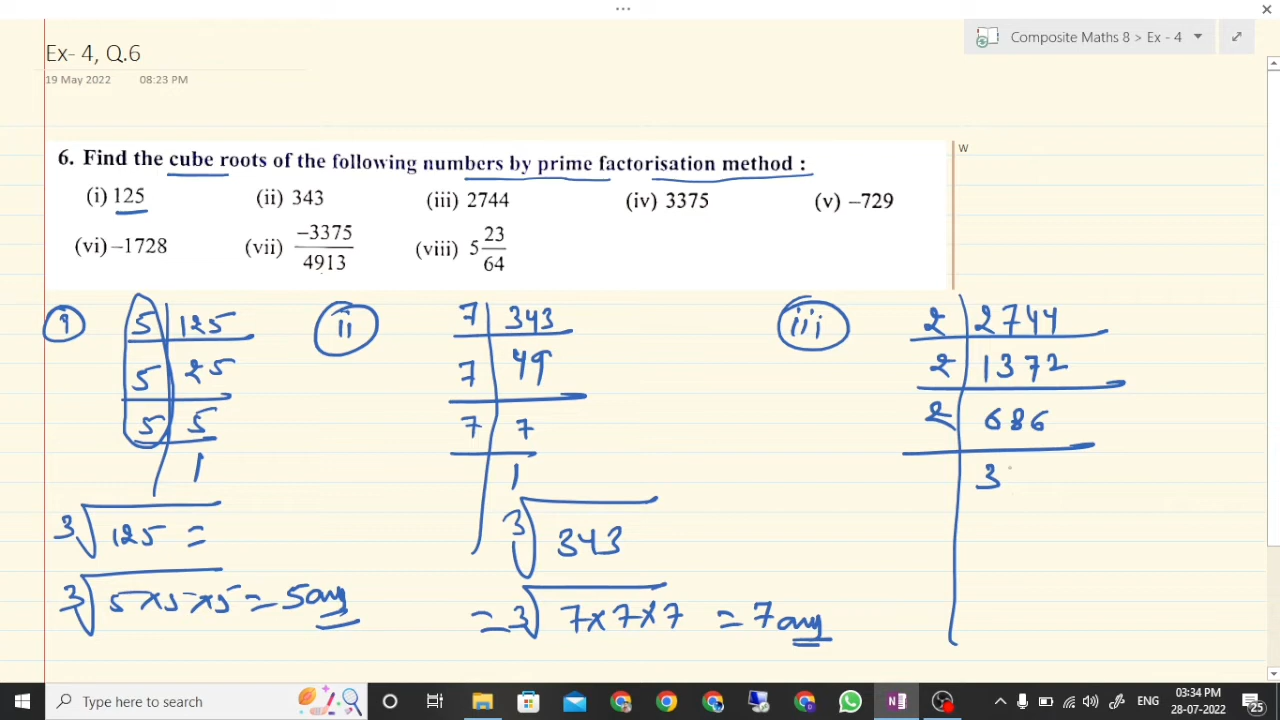 Composite Maths 8 > Ex - 4
Ex- 4, Q.6
19 May 2022 08:23 PM
W
6. Find the cube roots of the following numbers by prime factorisation method :
(i) 125 (ii) 343 (iii) 2744 (iv) 3375 (v) –729
(vi) –1728 (vii) –3375/4913 (viii) 5 23/64
i 5 | 125 ii 7 | 343 iii 2 | 2744
5 | 25 7 | 49 2 | 1372
5 | 5 7 | 7 2 | 686
1 1 3
∛125 = ∛343
∛5×5×5 = 5 ans = ∛7×7×7 = 7 ans
Type here to search
ENG
03:34 PM
28-07-2022
25